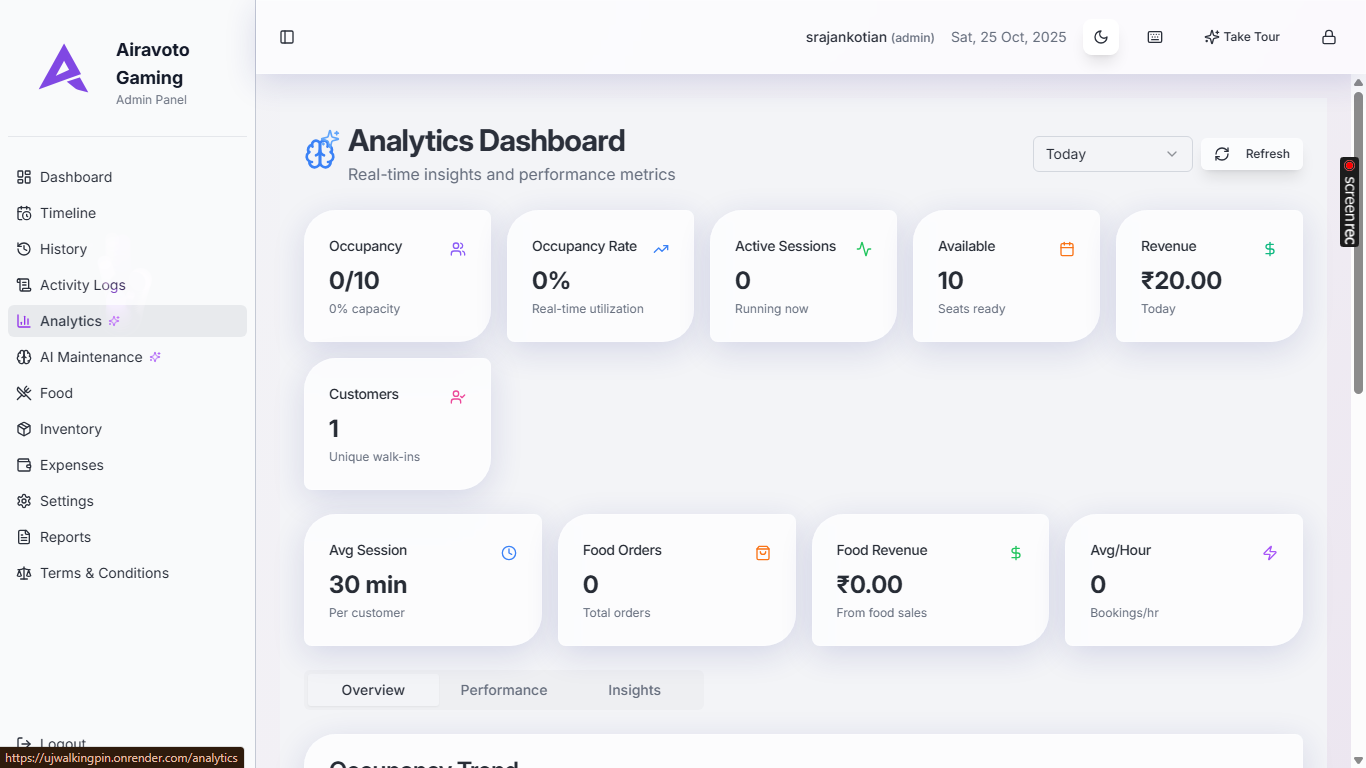 Airavoto
Gaming
Admin Panel
Dashboard
Timeline
History
Activity Logs
Analytics
AI Maintenance
Food
Inventory
Expenses
Settings
Reports
Terms & Conditions
Logout
https://ujwalkingpin.onrender.com/analytics
srajankotian (admin) Sat, 25 Oct, 2025 Take Tour
Analytics Dashboard
Real-time insights and performance metrics
Today
Refresh
screenrec
Occupancy
0/10
0% capacity
Occupancy Rate
0%
Real-time utilization
Active Sessions
0
Running now
Available
10
Seats ready
Revenue
₹20.00
Today
Customers
1
Unique walk-ins
Avg Session
30 min
Per customer
Food Orders
0
Total orders
Food Revenue
₹0.00
From food sales
Avg/Hour
0
Bookings/hr
Overview Performance Insights
Occupancy Trend